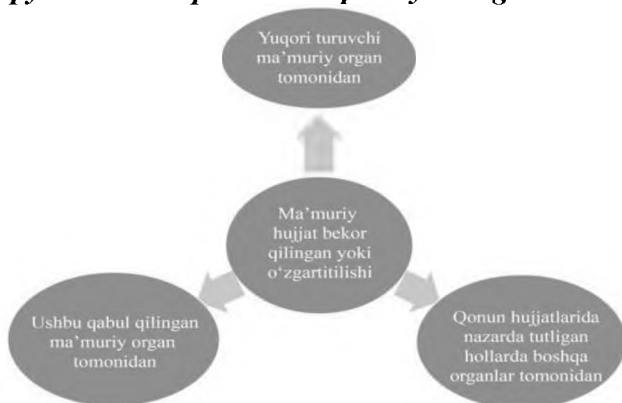 Yuqori turuvchi
ma’muriy organ
tomonidan
Ma’muriy
hujjat bekor
qilingan yoki
o‘zgartitilishi
Ushbu qabul qilingan
ma’muriy organ
tomonidan
Qonun hujjatlarida
nazarda tutligan
hollarda boshqa
organlar tomonidan